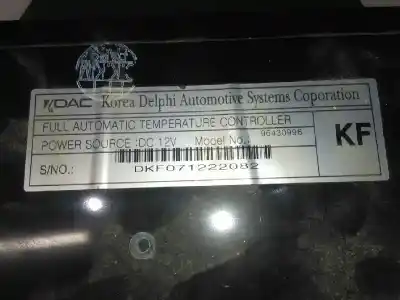 KDAC Korea Delphi Automotive Systems Coporation
FULL AUTOMATIC TEMPERATURE CONTROLLER
POWER SOURCE :DC 12V Model No.: 96430996
KF
S/NO.: DKF071222082